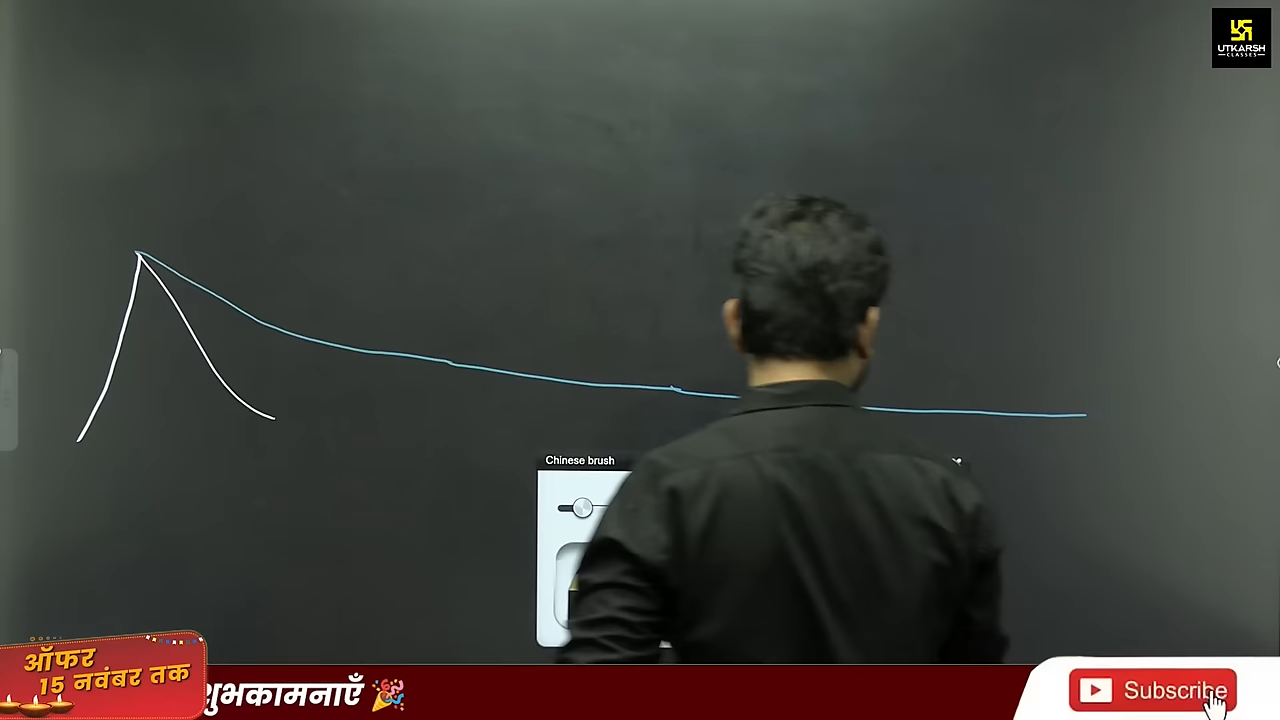 UTKARSH
CLASSES
Chinese brush
ऑफर
15 नवंबर तक
शुभकामनाएँ
Subscribe